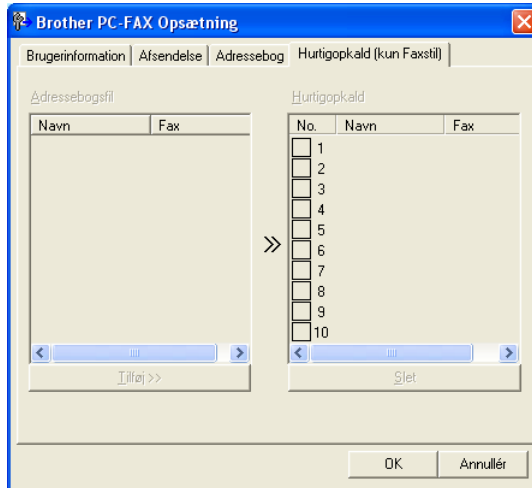 Brother PC-FAX Opsætning
Brugerinformation Afsendelse Adressebog Hurtigopkald (kun Faxstil)
Adressebogsfil
Navn Fax
Tilføj >>
>>
Hurtigopkald
No. Navn Fax
1
2
3
4
5
6
7
8
9
10
Slet
OK Annullér